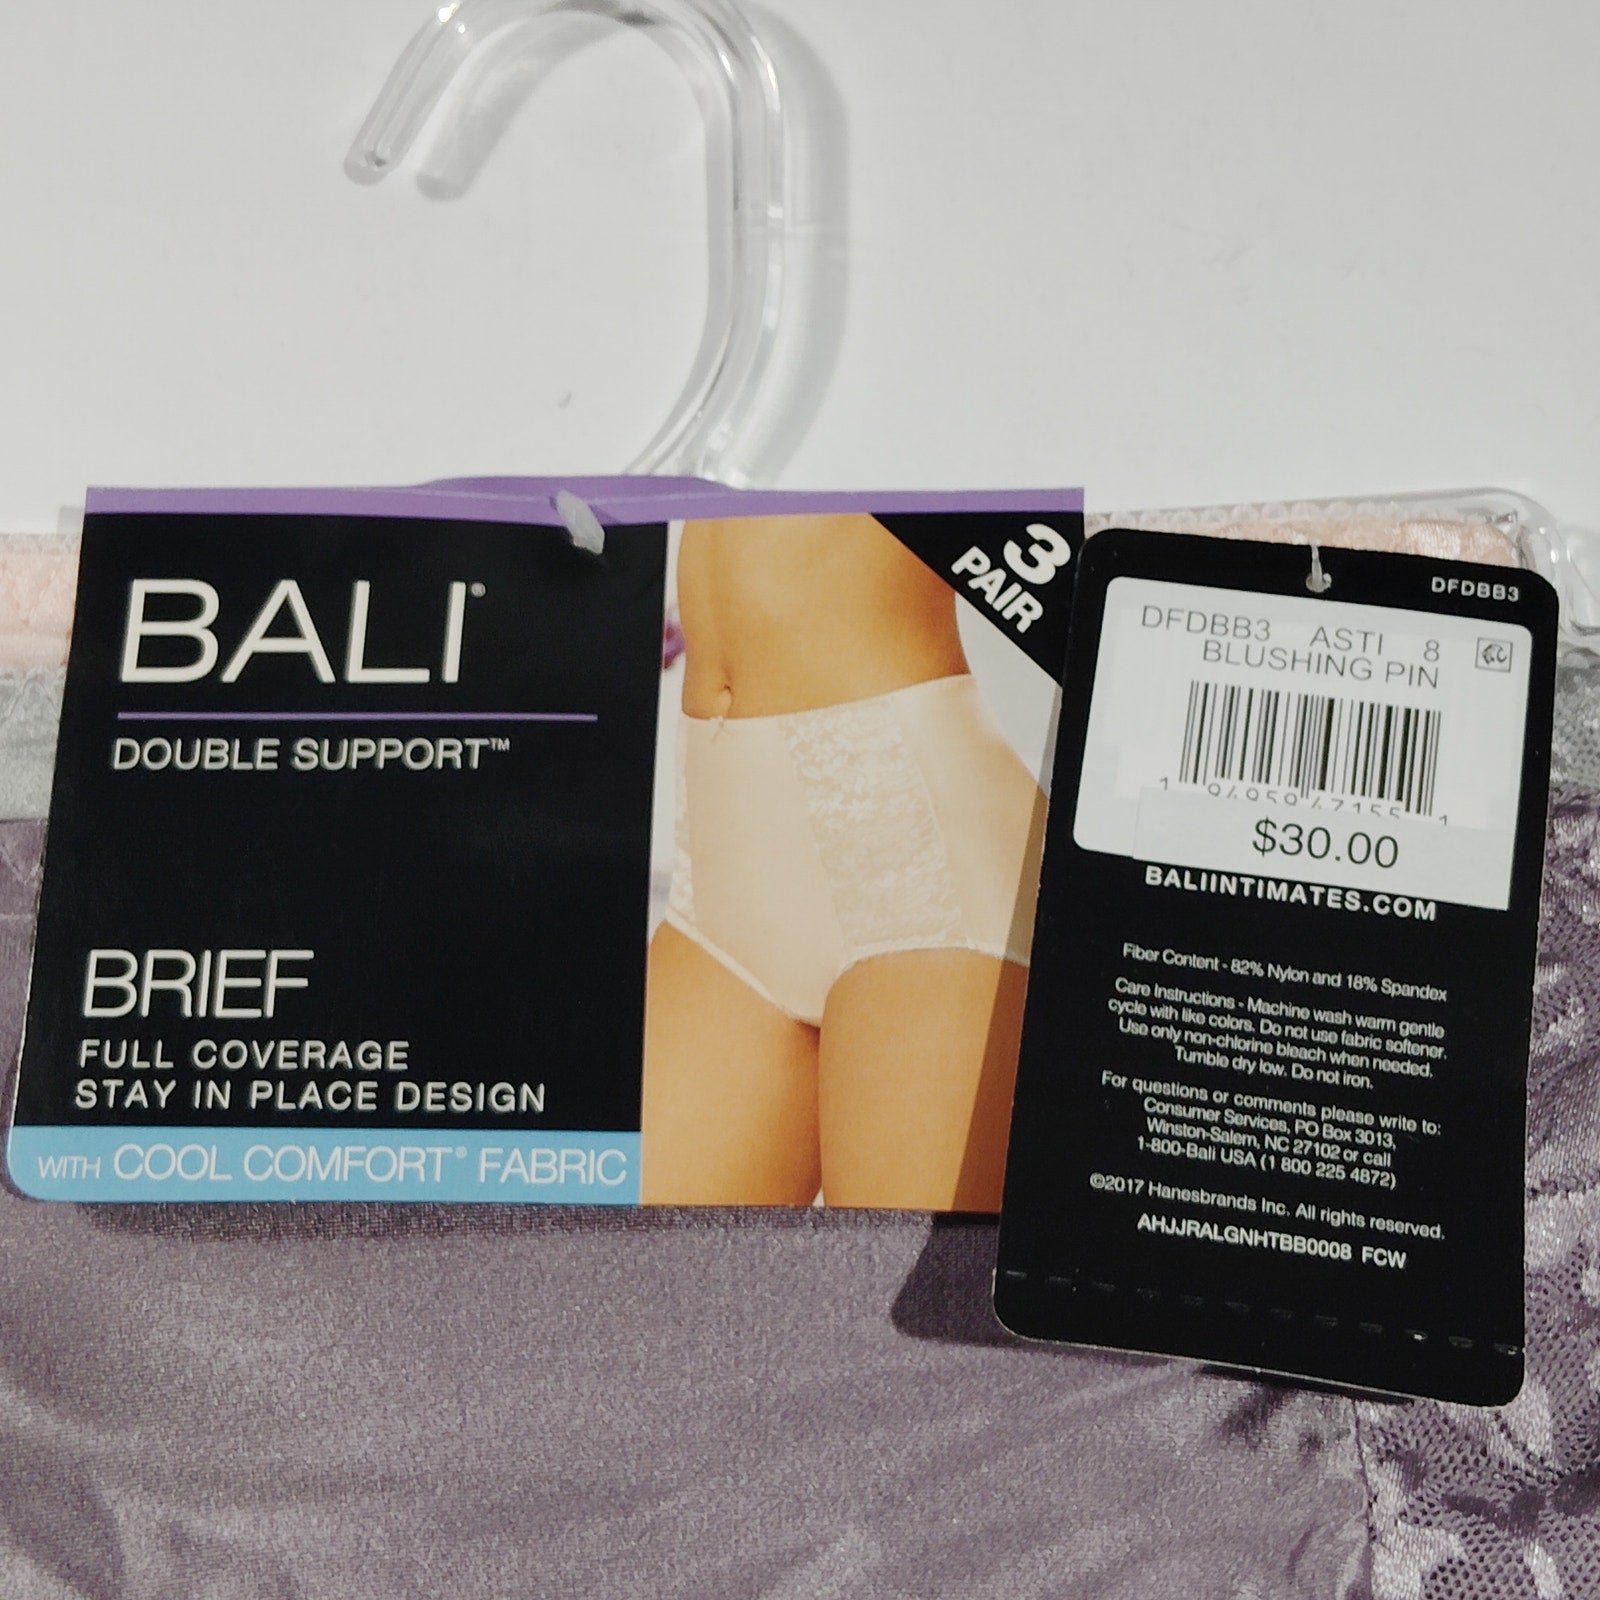 BALI®
DOUBLE SUPPORT™
BRIEF
FULL COVERAGE
STAY IN PLACE DESIGN
WITH COOL COMFORT® FABRIC
3
PAIR
DFDBB3
DFDBB3 ASTI 8
BLUSHING PIN
$30.00
BALIINTIMATES.COM
Fiber Content - 82% Nylon and 18% Spandex
Care Instructions - Machine wash warm gentle
cycle with like colors. Do not use fabric softener.
Use only non-chlorine bleach when needed.
Tumble dry low. Do not iron.
For questions or comments please write to:
Consumer Services, PO Box 3013,
Winston-Salem, NC 27102 or call
1-800-Bali USA (1 800 225 4872)
©2017 Hanesbrands Inc. All rights reserved.
AHJJRALGNHTBB0008 FCW